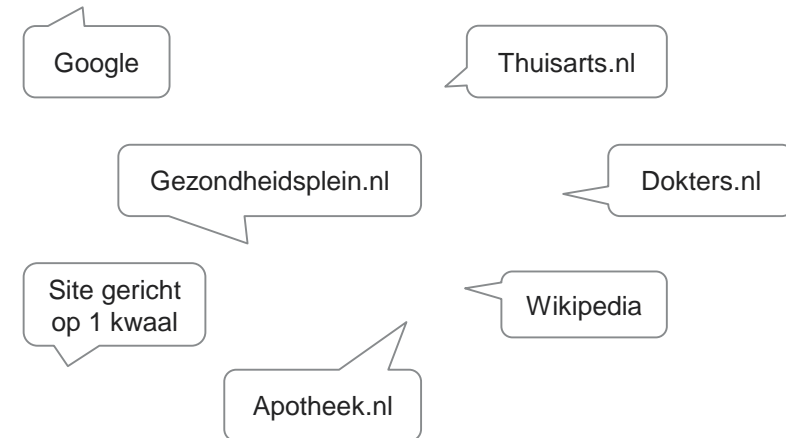 Google
Thuisarts.nl
Gezondheidsplein.nl
Dokters.nl
Site gericht
op 1 kwaal
Wikipedia
Apotheek.nl